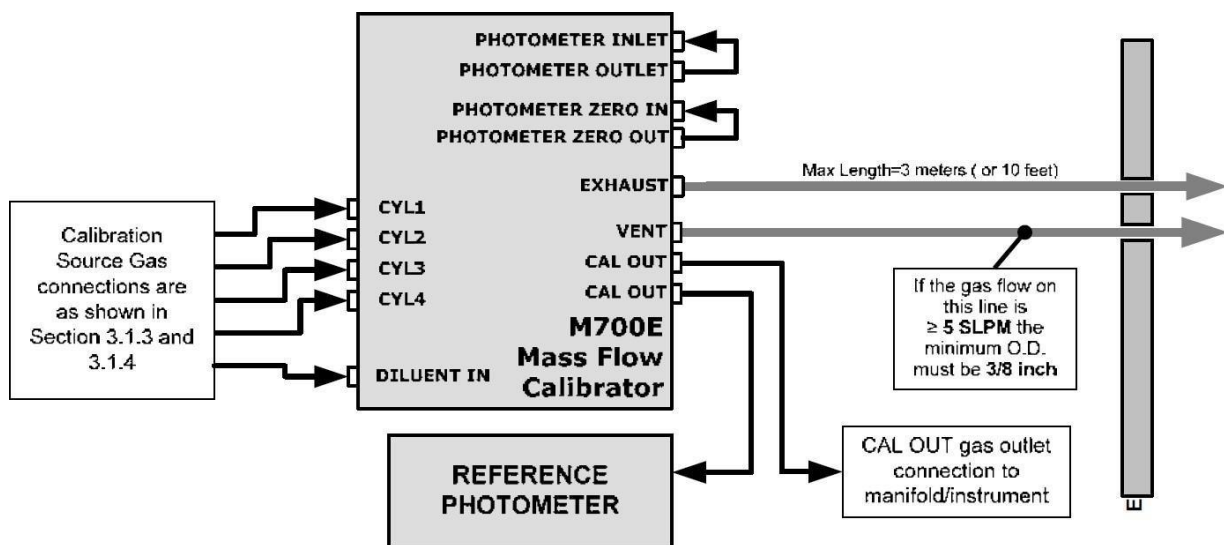 PHOTOMETER INLET
PHOTOMETER OUTLET
PHOTOMETER ZERO IN
PHOTOMETER ZERO OUT
EXHAUST
Max Length=3 meters ( or 10 feet)
VENT
CAL OUT
CAL OUT
CYL1
CYL2
CYL3
CYL4
DILUENT IN
M700E
Mass Flow
Calibrator
Calibration
Source Gas
connections are
as shown in
Section 3.1.3 and
3.1.4
If the gas flow on
this line is
≥ 5 SLPM the
minimum O.D.
must be 3/8 inch
REFERENCE
PHOTOMETER
CAL OUT gas outlet
connection to
manifold/instrument
E